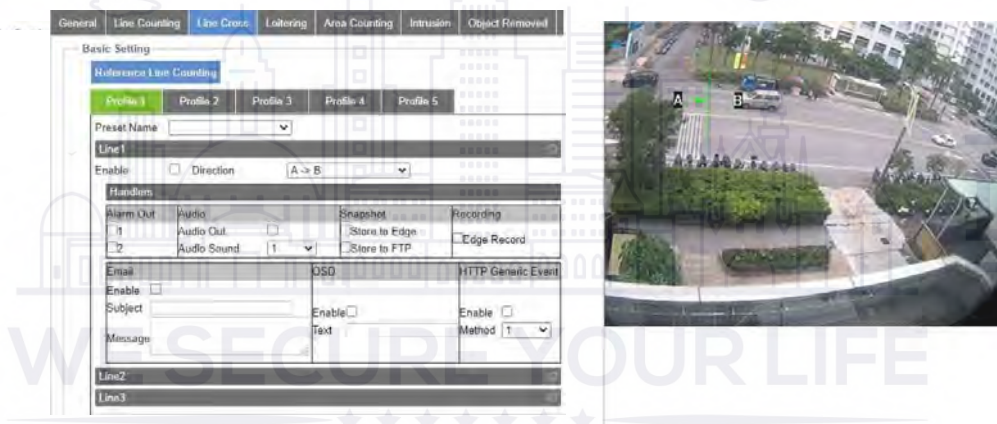 General Line Counting Line Cross Loitering Area Counting Intrusion Object Removed
Basic Setting
Reference Line Counting
Profile 1 Profile 2 Profile 3 Profile 4 Profile 5
Preset Name
Line1
Enable Direction A -> B
Handlers
Alarm Out Audio Snapshot Recording
1 Audio Out Store to Edge
Edge Record
2 Audio Sound 1 Store to FTP
Email OSD HTTP Generic Event
Enable
Subject
Enable Enable
Text Method 1
Message
Line2
Line3
A B
WE SECURE YOUR LIFE